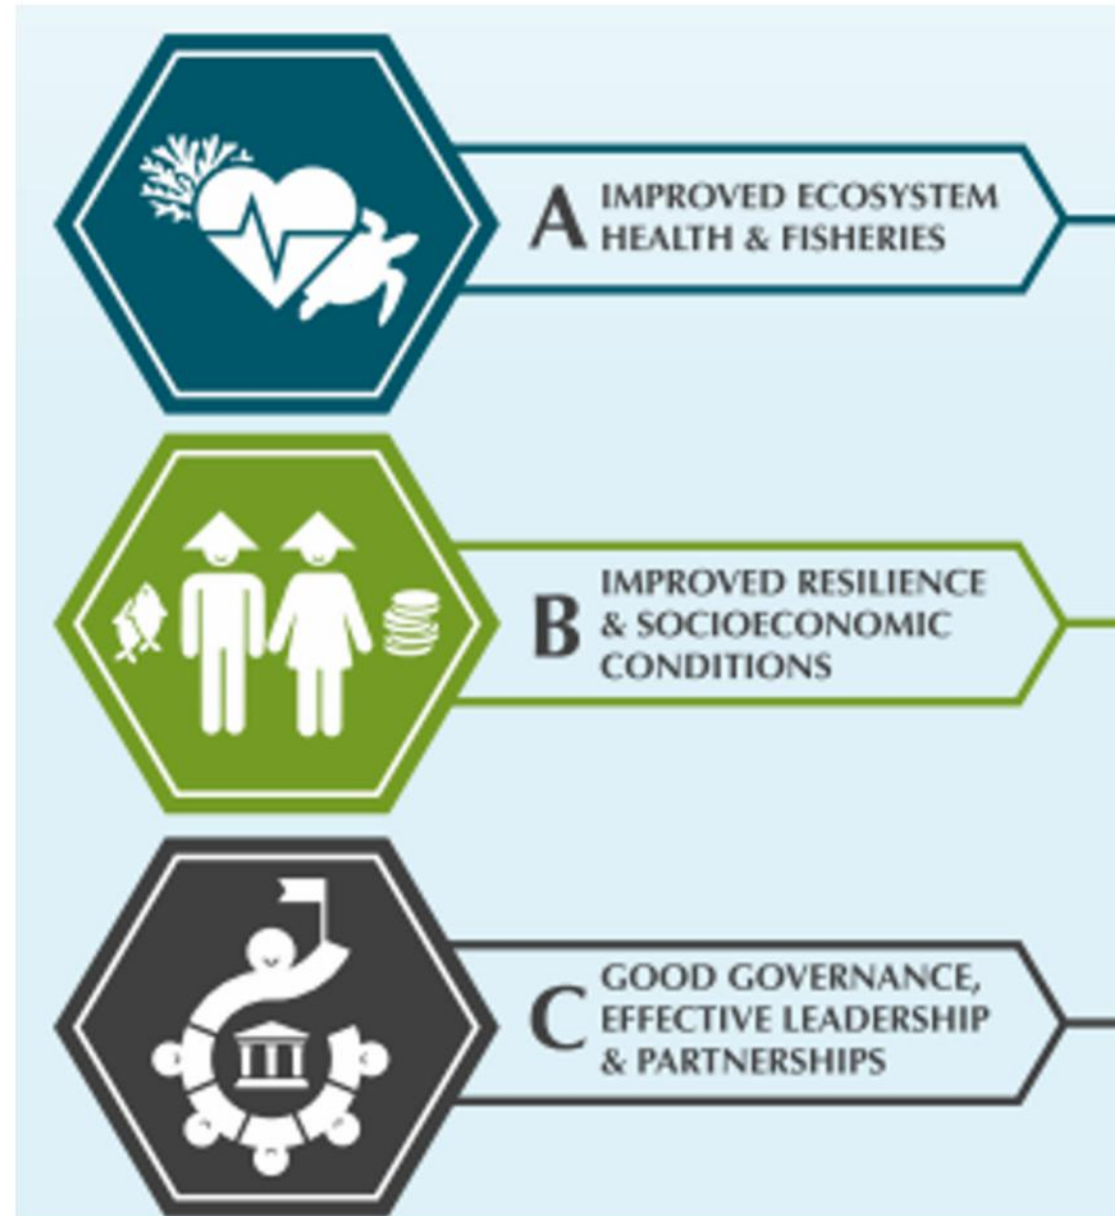 A IMPROVED ECOSYSTEM
HEALTH & FISHERIES
B IMPROVED RESILIENCE
& SOCIOECONOMIC
CONDITIONS
C GOOD GOVERNANCE,
EFFECTIVE LEADERSHIP
& PARTNERSHIPS